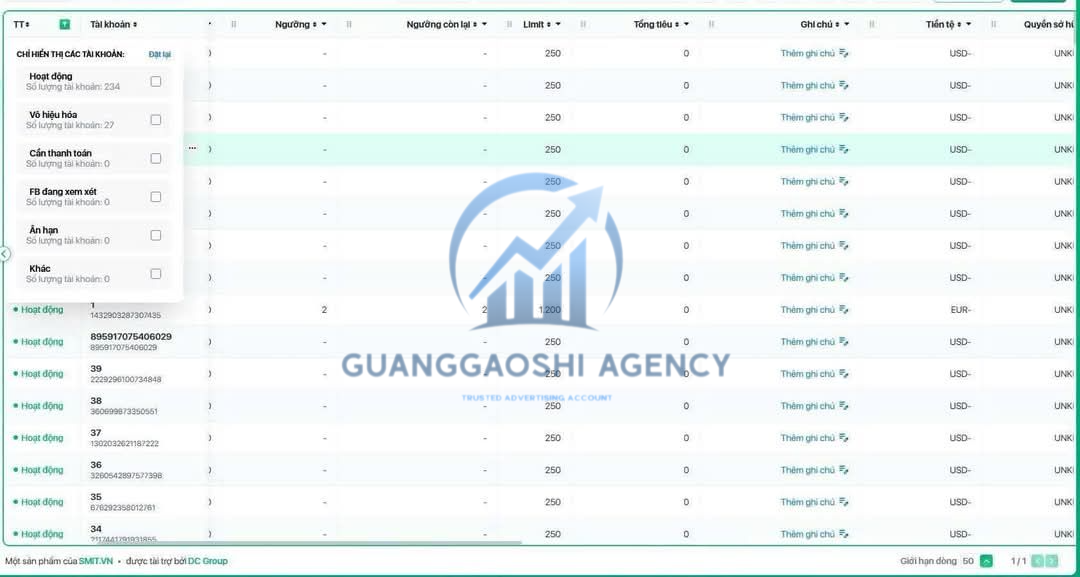 TT Tài khoản Ngưỡng Ngưỡng còn lại Limit Tổng tiêu Ghi chú Tiền tệ Quyền sở hữ
CHỈ HIỂN THỊ CÁC TÀI KHOẢN: Đặt lại
Hoạt động
Số lượng tài khoản: 234
Vô hiệu hóa
Số lượng tài khoản: 27
Cần thanh toán
Số lượng tài khoản: 0
FB đang xem xét
Số lượng tài khoản: 0
Ân hạn
Số lượng tài khoản: 0
Khác
Số lượng tài khoản: 0
) - - 250 0 Thêm ghi chú USD- UNK
) - - 250 0 Thêm ghi chú USD- UNK
) - - 250 0 Thêm ghi chú USD- UNK
... ) - - 250 0 Thêm ghi chú USD- UNK
) - - 250 0 Thêm ghi chú USD- UNK
) - - 250 0 Thêm ghi chú USD- UNK
) - - 250 0 Thêm ghi chú USD- UNK
) - - 250 0 Thêm ghi chú USD- UNK
Hoạt động 1 ) 2 2 1.200 0 Thêm ghi chú EUR- UNK
1432903287307435
Hoạt động 895917075406029 ) - - 250 0 Thêm ghi chú USD- UNK
895917075406029
GUANGGAOSHI AGENCY
Hoạt động 39 ) - - 250 0 Thêm ghi chú USD- UNK
2229296100734848
TRUSTED ADVERTISING ACCOUNT
Hoạt động 38 ) - - 250 0 Thêm ghi chú USD- UNK
360699873350551
Hoạt động 37 ) - - 250 0 Thêm ghi chú USD- UNK
1302032621187222
Hoạt động 36 ) - - 250 0 Thêm ghi chú USD- UNK
3260542897577398
Hoạt động 35 ) - - 250 0 Thêm ghi chú USD- UNK
676292358012761
Hoạt động 34 ) - - 250 0 Thêm ghi chú USD- UNK
2117441791931855
Một sản phẩm của SMIT.VN • được tài trợ bởi DC Group Giới hạn dòng 50 1 / 1